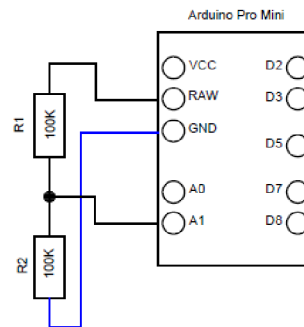 Arduino Pro Mini
VCC
D2
RAW
D3
GND
D5
A0
D7
A1
D8
R1
100K
R2
100K